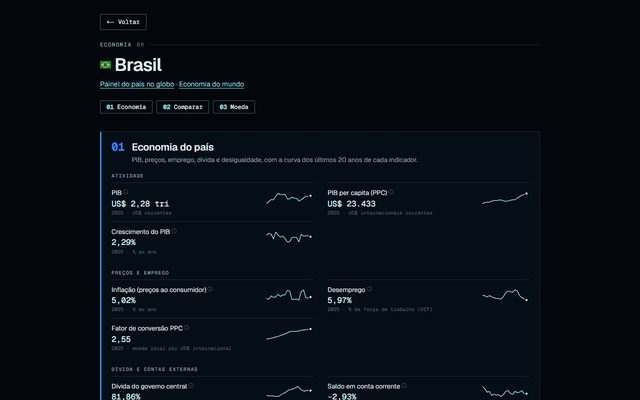 ← Voltar
ECONOMIA BR
Brasil
Painel do país no globo · Economia do mundo
01 Economia
02 Comparar
03 Moeda
01 Economia do país
PIB, preços, emprego, dívida e desigualdade, com a curva dos últimos 20 anos de cada indicador.
ATIVIDADE
PIB
US$ 2,28 tri
2025 · US$ correntes
PIB per capita (PPC)
US$ 23.433
2025 · US$ internacionais correntes
Crescimento do PIB
2,29%
2025 · % ao ano
PREÇOS E EMPREGO
Inflação (preços ao consumidor)
5,02%
2025 · % ao ano
Desemprego
5,97%
2025 · % da força de trabalho (OIT)
Fator de conversão PPC
2,55
2025 · moeda local por US$ internacional
DÍVIDA E CONTAS EXTERNAS
Dívida do governo central
81,86%
Saldo em conta corrente
-2,93%